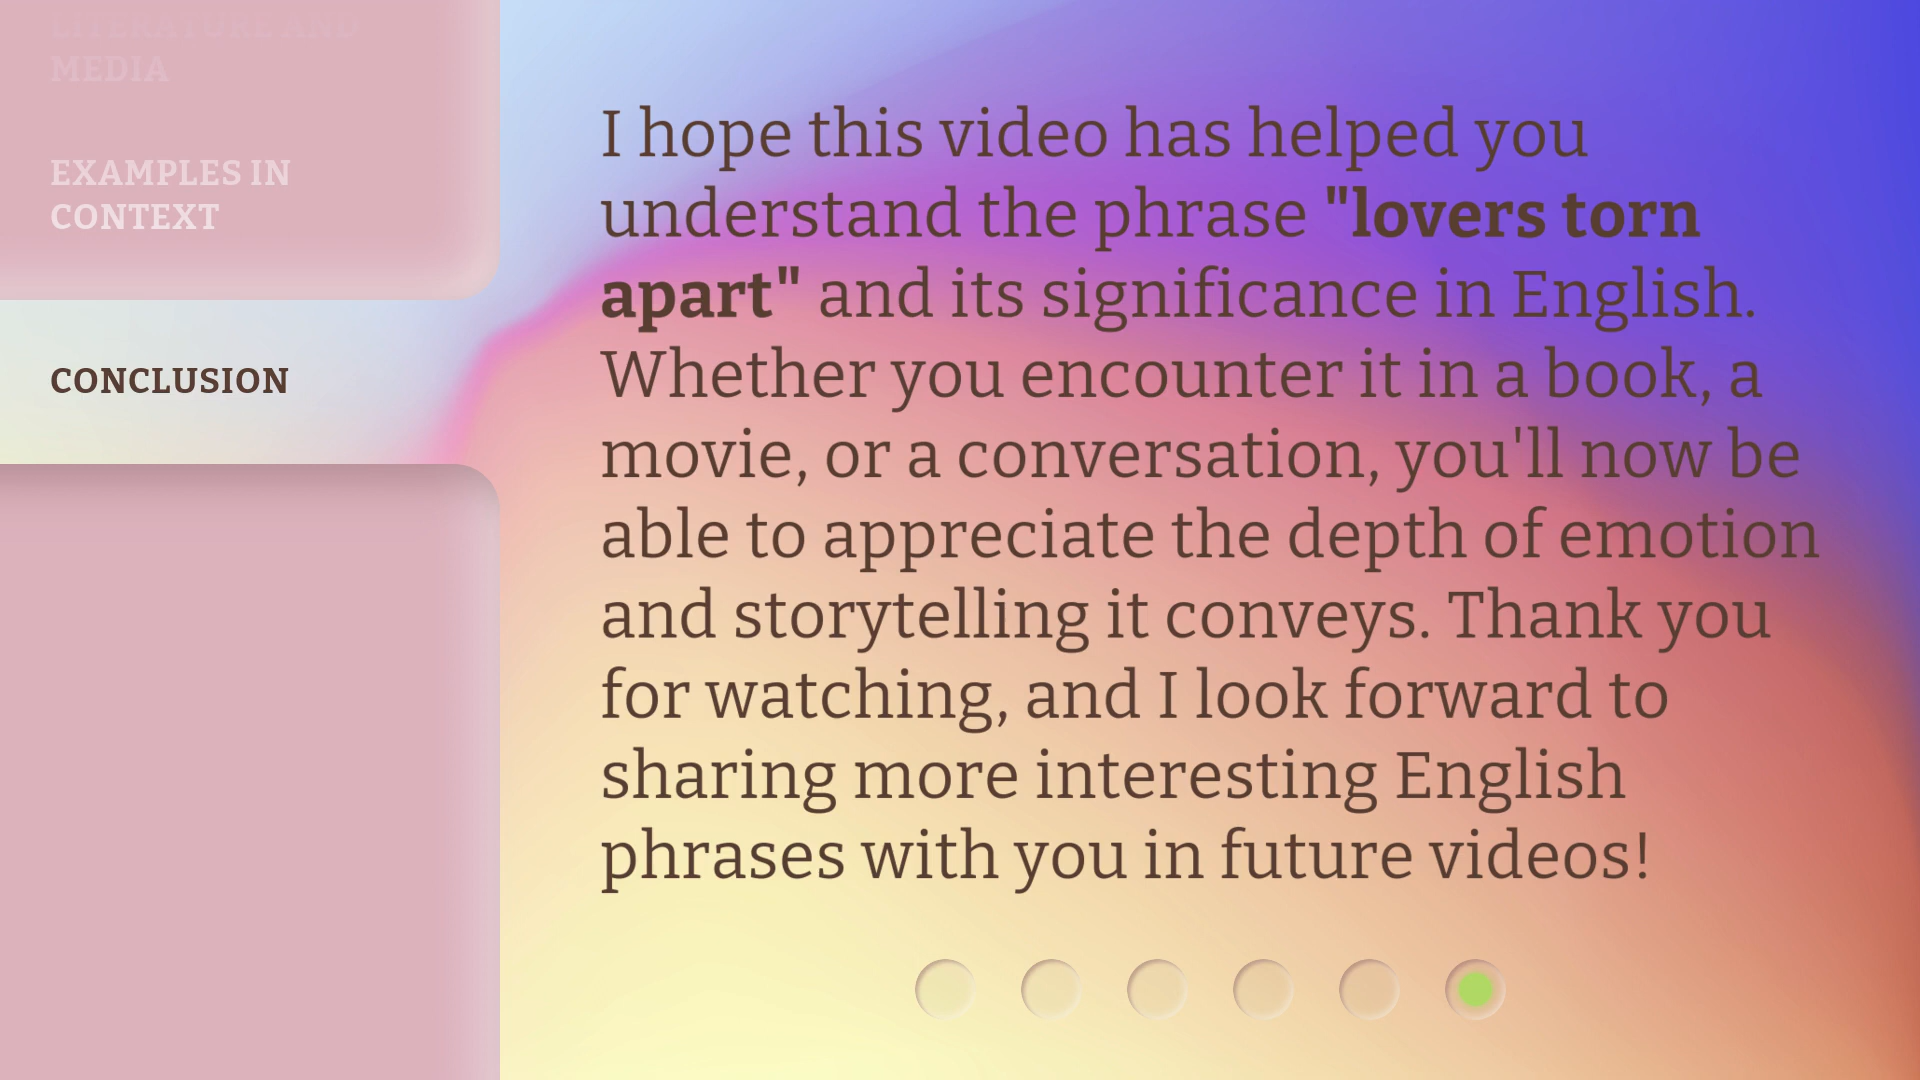 LITERATURE AND
MEDIA
EXAMPLES IN
CONTEXT
CONCLUSION
I hope this video has helped you
understand the phrase "lovers torn
apart" and its significance in English.
Whether you encounter it in a book, a
movie, or a conversation, you'll now be
able to appreciate the depth of emotion
and storytelling it conveys. Thank you
for watching, and I look forward to
sharing more interesting English
phrases with you in future videos!